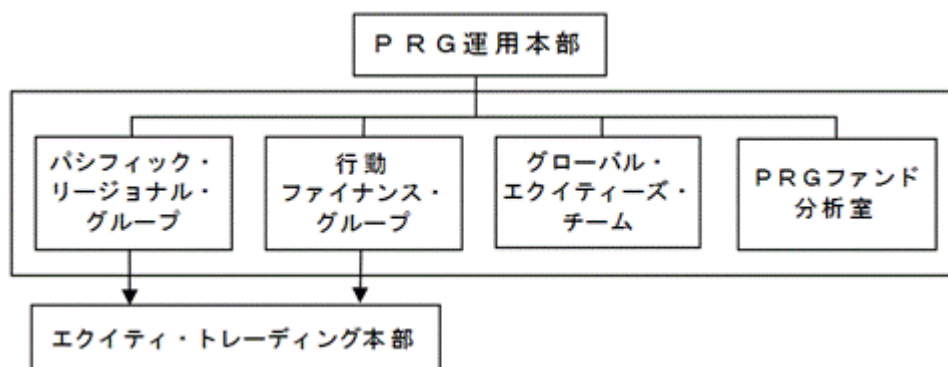 PRG運用本部
パシフィック・
リージョナル・
グループ
行動
ファイナンス・
グループ
グローバル・
エクイティーズ・
チーム
PRGファンド
分析室
エクイティ・トレーディング本部